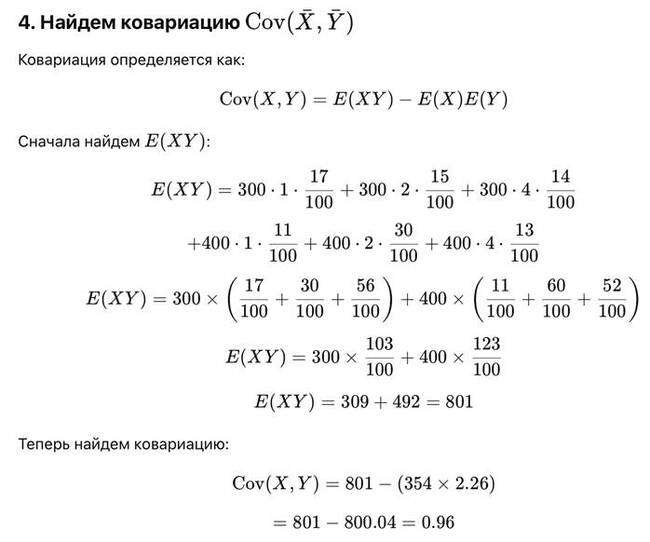 4. Найдем ковариацию Cov(X̄, Ȳ)
Ковариация определяется как:
Cov(X, Y) = E(XY) − E(X)E(Y)
Сначала найдем E(XY):
E(XY) = 300 · 1 · 17/100 + 300 · 2 · 15/100 + 300 · 4 · 14/100
+400 · 1 · 11/100 + 400 · 2 · 30/100 + 400 · 4 · 13/100
E(XY) = 300 × (17/100 + 30/100 + 56/100) + 400 × (11/100 + 60/100 + 52/100)
E(XY) = 300 × 103/100 + 400 × 123/100
E(XY) = 309 + 492 = 801
Теперь найдем ковариацию:
Cov(X, Y) = 801 − (354 × 2.26)
= 801 − 800.04 = 0.96